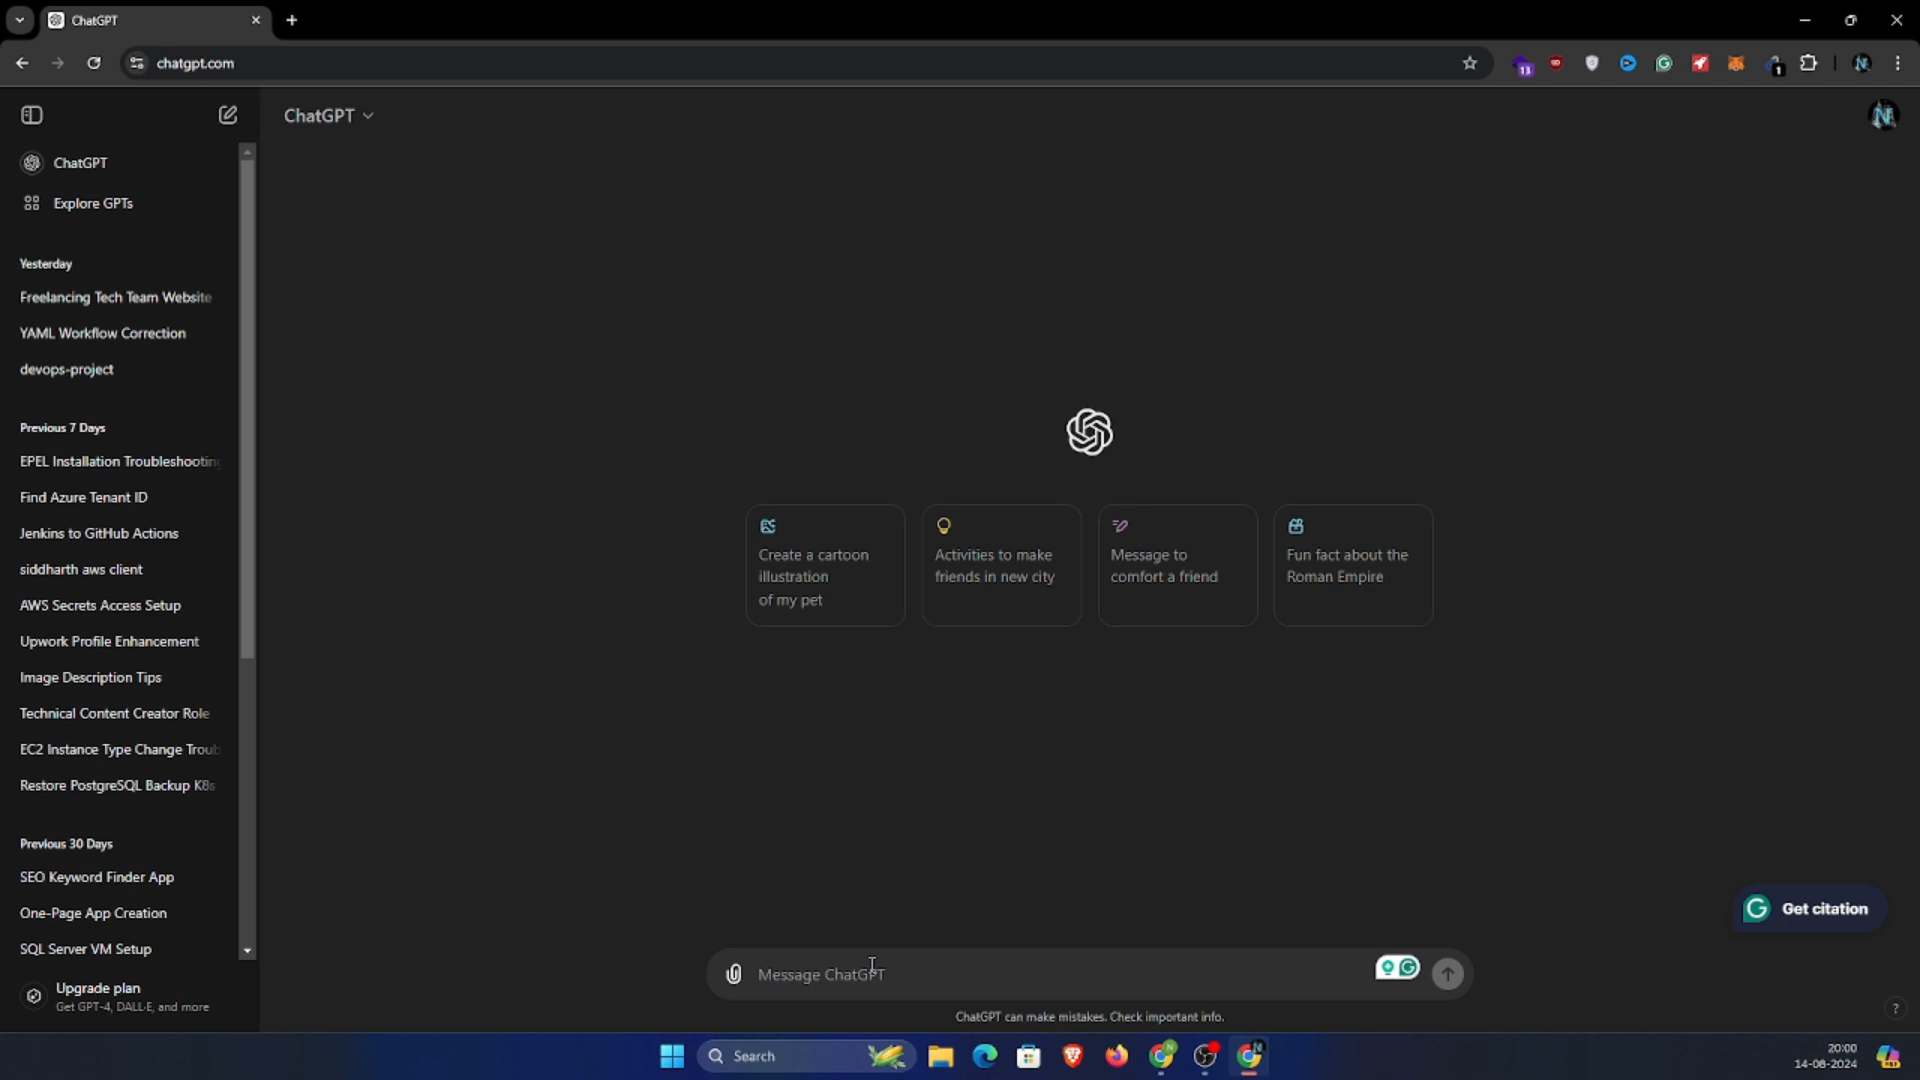 ChatGPT
chatgpt.com
13
1
N
ChatGPT
N
ChatGPT
Explore GPTs
Yesterday
Freelancing Tech Team Website
YAML Workflow Correction
devops-project
Previous 7 Days
EPEL Installation Troubleshooting
Find Azure Tenant ID
Jenkins to GitHub Actions
siddharth aws client
AWS Secrets Access Setup
Upwork Profile Enhancement
Image Description Tips
Technical Content Creator Role
EC2 Instance Type Change Troub
Restore PostgreSQL Backup K8s
Previous 30 Days
SEO Keyword Finder App
One-Page App Creation
SQL Server VM Setup
Upgrade plan
Get GPT-4, DALL·E, and more
Create a cartoon
illustration
of my pet
Activities to make
friends in new city
Message to
comfort a friend
Fun fact about the
Roman Empire
Get citation
Message ChatGPT
ChatGPT can make mistakes. Check important info.
?
Search
20:00
14-08-2024